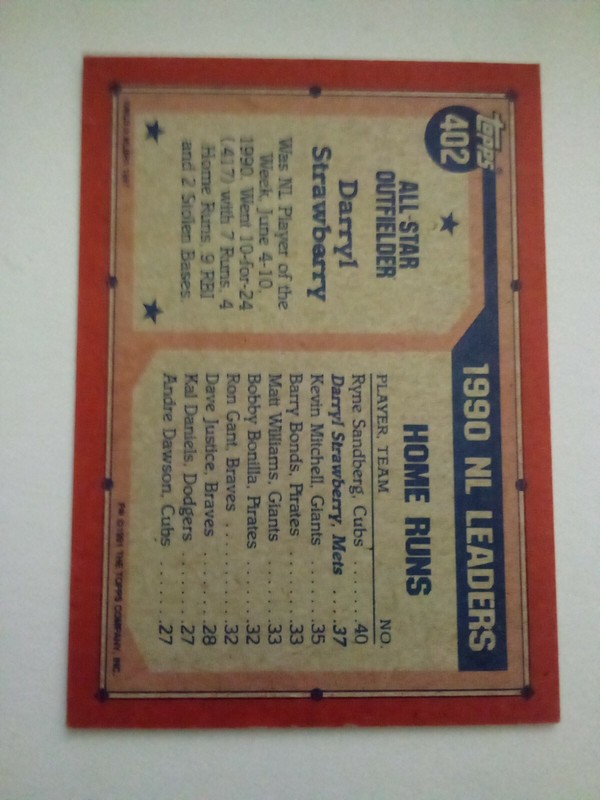 topps
402
1990 NL LEADERS
ALL-STAR
OUTFIELDER
Darryl
Strawberry
Was NL Player of the
Week, June 4-10,
1990. Went 10-for-24
(.417) with 7 Runs, 4
Home Runs, 9 RBI
and 2 Stolen Bases.
HOME RUNS
PLAYER, TEAM NO.
Ryne Sandberg, Cubs . . . . . . 40
Darryl Strawberry, Mets . . . 37
Kevin Mitchell, Giants . . . . . 35
Barry Bonds, Pirates . . . . . . 33
Matt Williams, Giants . . . . . 33
Bobby Bonilla, Pirates . . . . . 32
Ron Gant, Braves . . . . . . . . 32
Dave Justice, Braves . . . . . . 28
Kal Daniels, Dodgers . . . . . . 27
Andre Dawson, Cubs . . . . . . 27
© 1991 THE TOPPS COMPANY, INC.